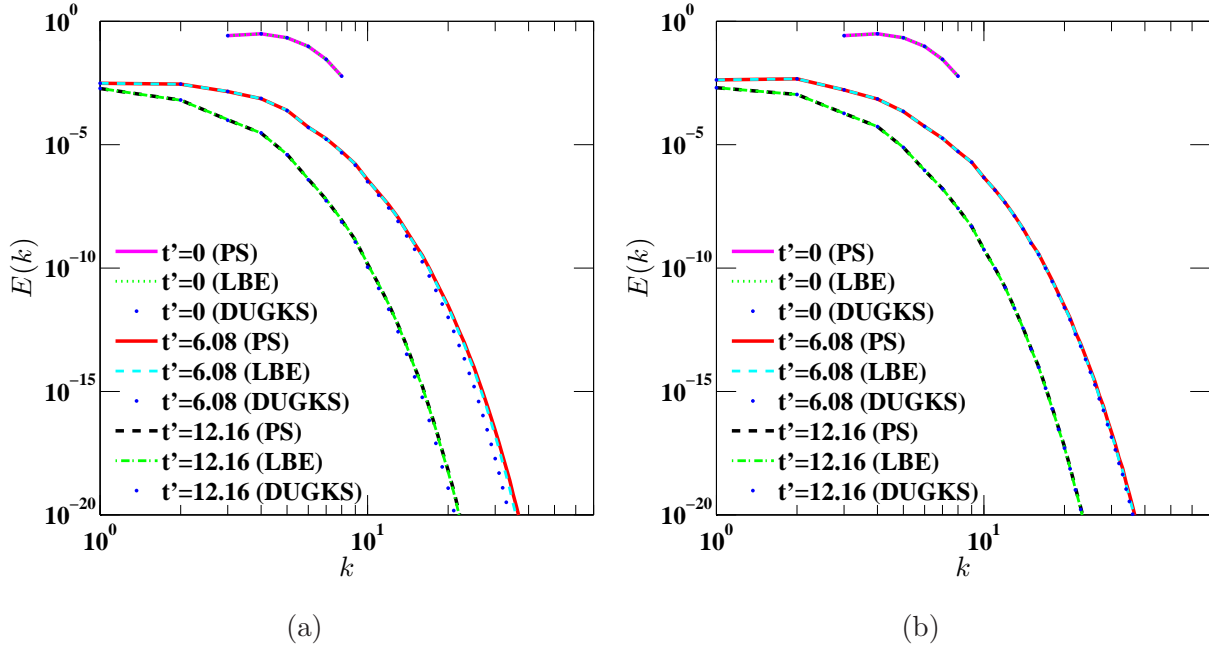 10^0
10^-5
10^-10
10^-15
10^-20
E(k)
t'=0 (PS)
t'=0 (LBE)
t'=0 (DUGKS)
t'=6.08 (PS)
t'=6.08 (LBE)
t'=6.08 (DUGKS)
t'=12.16 (PS)
t'=12.16 (LBE)
t'=12.16 (DUGKS)
10^0 10^1
k
(a)
10^0
10^-5
10^-10
10^-15
10^-20
E(k)
t'=0 (PS)
t'=0 (LBE)
t'=0 (DUGKS)
t'=6.08 (PS)
t'=6.08 (LBE)
t'=6.08 (DUGKS)
t'=12.16 (PS)
t'=12.16 (LBE)
t'=12.16 (DUGKS)
10^0 10^1
k
(b)